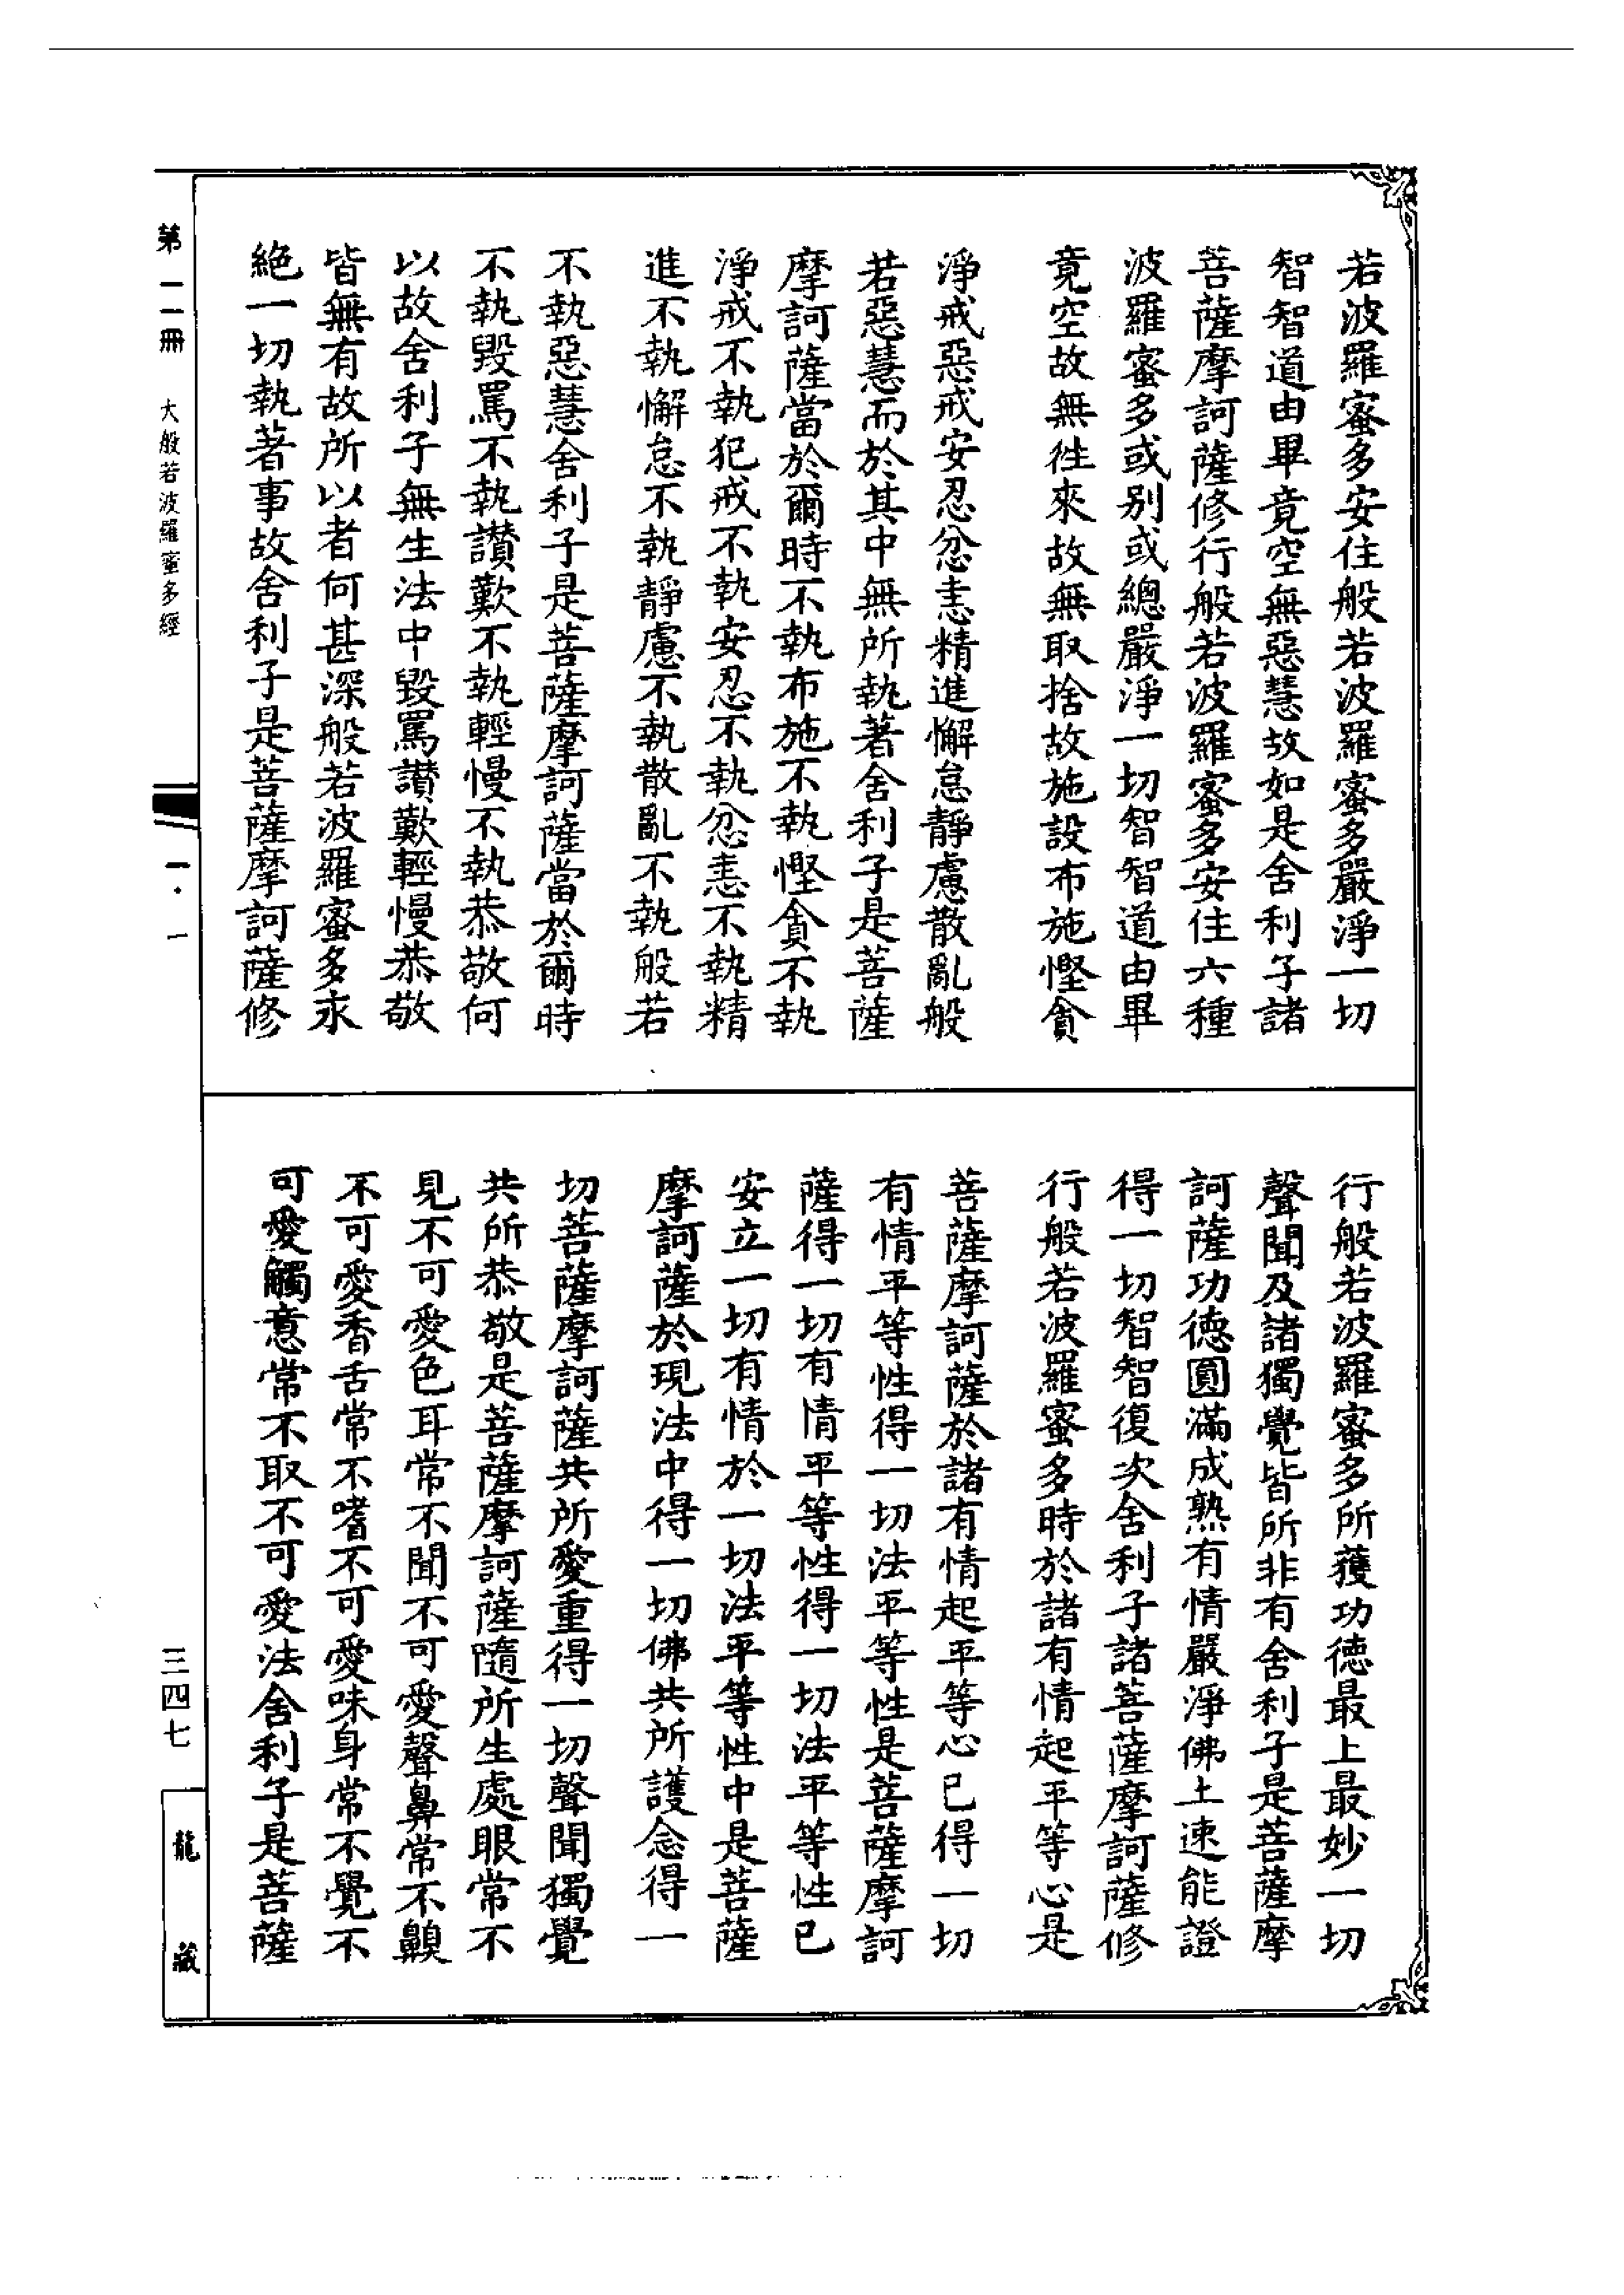 若波羅蜜多安住般若波羅蜜多嚴淨一切
智智道由畢竟空無惡慧故如是舍利子諸
菩薩摩訶薩修行般若波羅蜜多安住六種
波羅蜜多或別或總嚴淨一切智智道由畢
竟空故無徃來故無取捨故施設布施慳貪
淨戒惡戒安忍忿恚精進懈怠靜慮散亂般
若惡慧而於其中無所執著舍利子是菩薩
摩訶薩當於爾時不執布施不執慳貪不執
淨戒不執犯戒不執安忍不執忿恚不執精
進不執懈怠不執靜慮不執散亂不執般若
不執惡慧舍利子是菩薩摩訶薩當於爾時
不執毀罵不執讚歎不執輕慢不執恭敬何
以故舍利子無生法中毀罵讚歎輕慢恭敬
皆無有故所以者何甚深般若波羅蜜多永
絕一切執著事故舍利子是菩薩摩訶薩修
行般若波羅蜜多所獲功德最上最妙一切
聲聞及諸獨覺皆所非有舍利子是菩薩摩
訶薩功德圓滿成熟有情嚴淨佛土速能證
得一切智智復次舍利子諸菩薩摩訶薩修
行般若波羅蜜多時於諸有情起平等心是
菩薩摩訶薩於諸有情起平等心已得一切
有情平等性得一切法平等性是菩薩摩訶
薩得一切有情平等性得一切法平等性已
安立一切有情於一切法平等性中是菩薩
摩訶薩於現法中得一切佛共所護念得一
切菩薩摩訶薩共所愛重得一切聲聞獨覺
共所恭敬是菩薩摩訶薩隨所生處眼常不
見不可愛色耳常不聞不可愛聲鼻常不齅
不可愛香舌常不嗜不可愛味身常不覺不
可愛觸意常不取不可愛法舍利子是菩薩
第二冊 大般若波羅蜜多經
一·一
三四七
龍藏